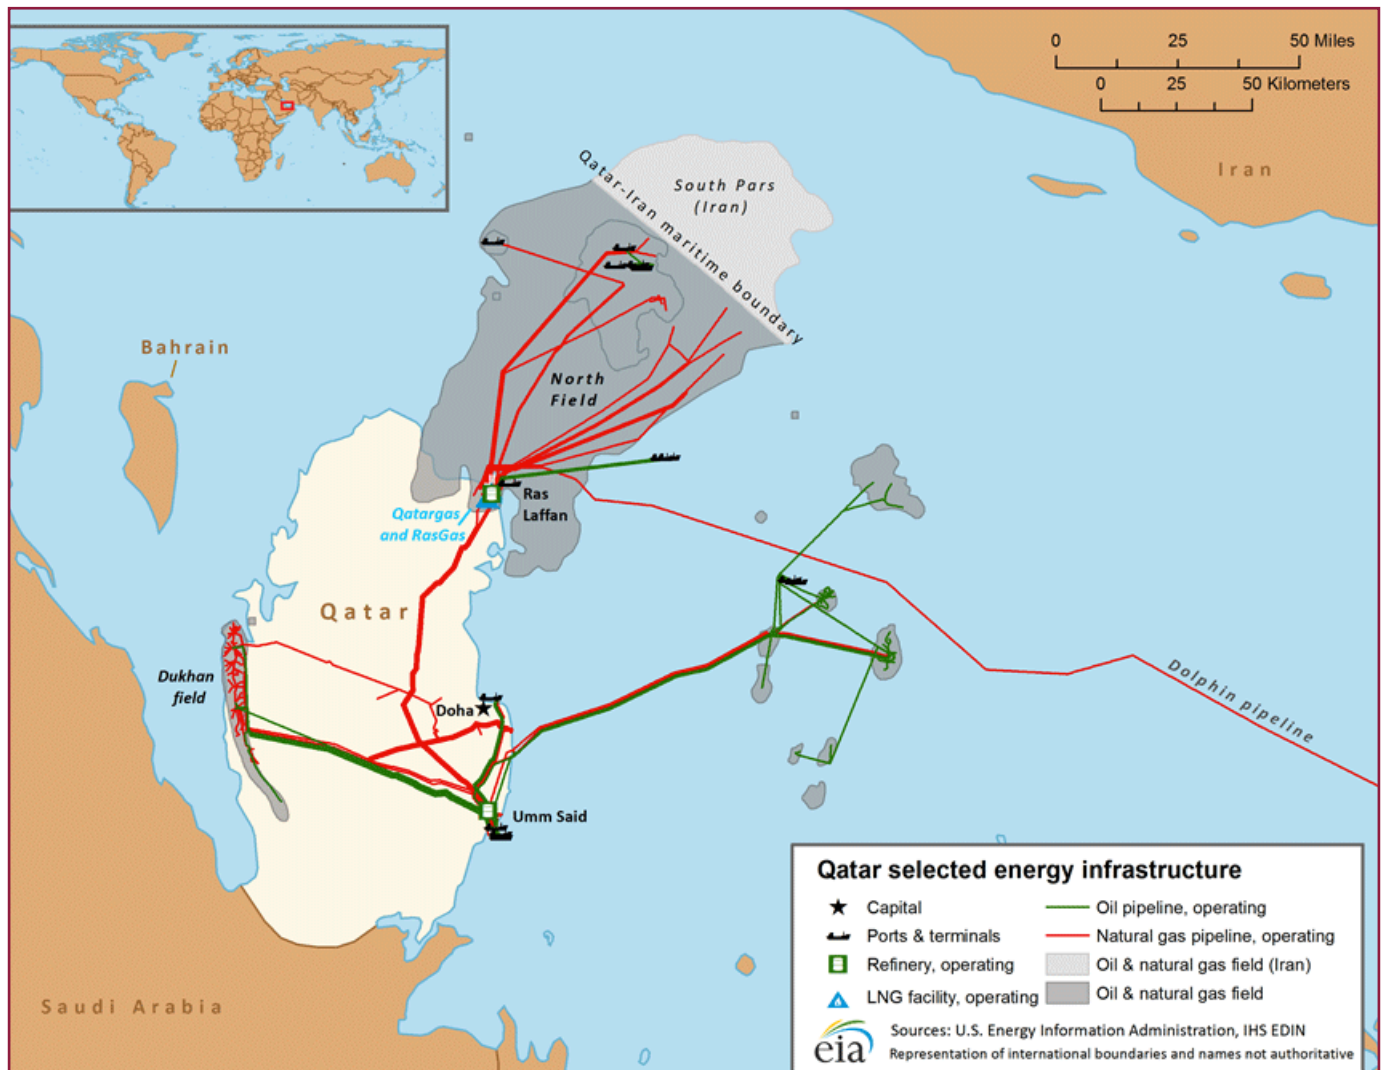 0 25 50 Miles
0 25 50 Kilometers
Iran
South Pars
(Iran)
Qatar-Iran maritime boundary
Bahrain
North
Field
Ras
Laffan
Qatargas
and RasGas
Qatar
Dukhan
field
Doha
Dolphin pipeline
Umm Said
Saudi Arabia
Qatar selected energy infrastructure
Capital
Ports & terminals
Refinery, operating
LNG facility, operating
Oil pipeline, operating
Natural gas pipeline, operating
Oil & natural gas field (Iran)
Oil & natural gas field
eia
Sources: U.S. Energy Information Administration, IHS EDIN
Representation of international boundaries and names not authoritative